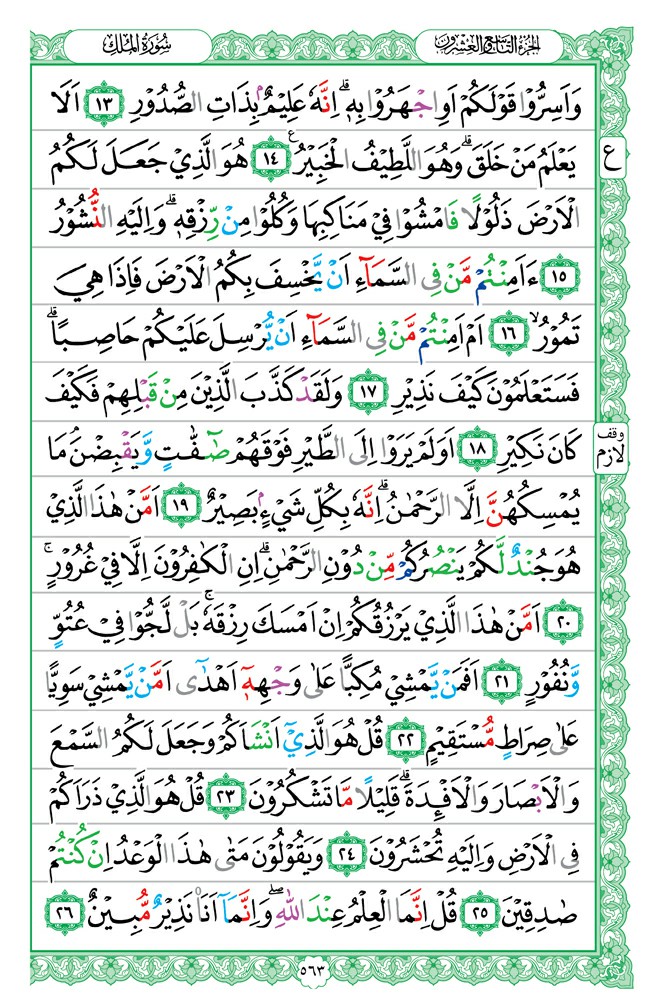 الجزء التاسع والعشرون
سورة الملك
وَاَسِرُّوْا قَوْلَكُمْ اَوِاجْهَرُوْا بِهٖ ؕ اِنَّهٗ عَلِيْمٌۢ بِذَاتِ الصُّدُوْرِ ﴿١٣﴾ اَلَا
يَعْلَمُ مَنْ خَلَقَ ؕ وَهُوَ اللَّطِيْفُ الْخَبِيْرُ ﴿١٤﴾ هُوَ الَّذِيْ جَعَلَ لَكُمُ
ع
الْاَرْضَ ذَلُوْلًا فَامْشُوْا فِيْ مَنَاكِبِهَا وَكُلُوْا مِنْ رِّزْقِهٖ ؕ وَاِلَيْهِ النُّشُوْرُ
﴿١٥﴾ ءَاَمِنْتُمْ مَّنْ فِى السَّمَآءِ اَنْ يَّخْسِفَ بِكُمُ الْاَرْضَ فَاِذَا هِيَ
تَمُوْرُ ۙ ﴿١٦﴾ اَمْ اَمِنْتُمْ مَّنْ فِى السَّمَآءِ اَنْ يُّرْسِلَ عَلَيْكُمْ حَاصِبًا ؕ
فَسَتَعْلَمُوْنَ كَيْفَ نَذِيْرِ ﴿١٧﴾ وَلَقَدْ كَذَّبَ الَّذِيْنَ مِنْ قَبْلِهِمْ فَكَيْفَ
كَانَ نَكِيْرِ ﴿١٨﴾ اَوَلَمْ يَرَوْا اِلَى الطَّيْرِ فَوْقَهُمْ صٰٓفّٰتٍ وَّيَقْبِضْنَ مَا
وقف لازم
يُمْسِكُهُنَّ اِلَّا الرَّحْمٰنُ ؕ اِنَّهٗ بِكُلِّ شَيْءٍۢ بَصِيْرٌ ﴿١٩﴾ اَمَّنْ هٰذَا الَّذِيْ
هُوَ جُنْدٌ لَّكُمْ يَنْصُرُكُمْ مِّنْ دُوْنِ الرَّحْمٰنِ ؕ اِنِ الْكٰفِرُوْنَ اِلَّا فِيْ غُرُوْرٍ ۚ
﴿٢٠﴾ اَمَّنْ هٰذَا الَّذِيْ يَرْزُقُكُمْ اِنْ اَمْسَكَ رِزْقَهٗ ۚ بَلْ لَّجُّوْا فِيْ عُتُوٍّ
وَّنُفُوْرٍ ﴿٢١﴾ اَفَمَنْ يَّمْشِيْ مُكِبًّا عَلٰى وَجْهِهٖٓ اَهْدٰٓى اَمَّنْ يَّمْشِيْ سَوِيًّا
عَلٰى صِرَاطٍ مُّسْتَقِيْمٍ ﴿٢٢﴾ قُلْ هُوَ الَّذِيْٓ اَنْشَاَكُمْ وَجَعَلَ لَكُمُ السَّمْعَ
وَالْاَبْصَارَ وَالْاَفْـِٕدَةَ ؕ قَلِيْلًا مَّا تَشْكُرُوْنَ ﴿٢٣﴾ قُلْ هُوَ الَّذِيْ ذَرَاَكُمْ
فِى الْاَرْضِ وَاِلَيْهِ تُحْشَرُوْنَ ﴿٢٤﴾ وَيَقُوْلُوْنَ مَتٰى هٰذَا الْوَعْدُ اِنْ كُنْتُمْ
صٰدِقِيْنَ ﴿٢٥﴾ قُلْ اِنَّمَا الْعِلْمُ عِنْدَ اللّٰهِ ۖ وَاِنَّمَآ اَنَا۠ نَذِيْرٌ مُّبِيْنٌ ﴿٢٦﴾
٥٦٣